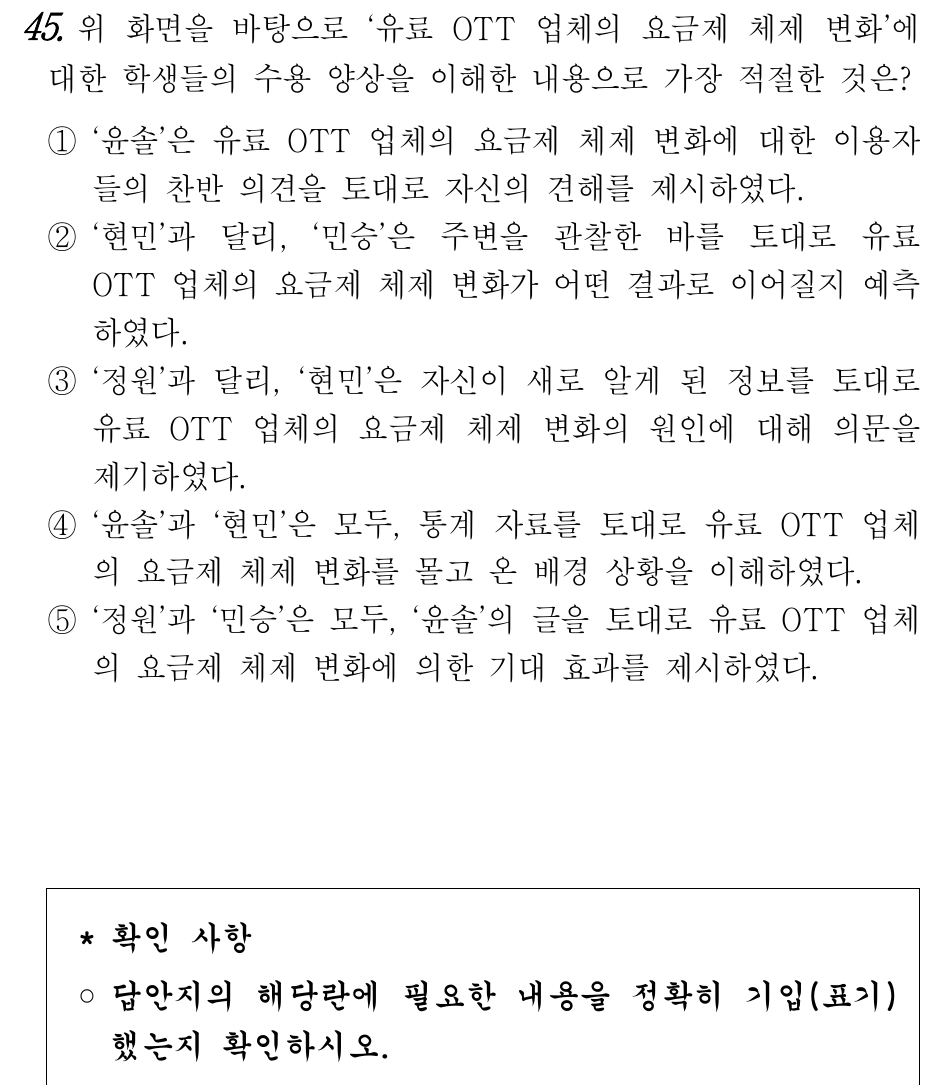 45. 위 화면을 바탕으로 ‘유료 OTT 업체의 요금제 체제 변화’에
대한 학생들의 수용 양상을 이해한 내용으로 가장 적절한 것은?
① ‘윤솔’은 유료 OTT 업체의 요금제 체제 변화에 대한 이용자
들의 찬반 의견을 토대로 자신의 견해를 제시하였다.
② ‘현민’과 달리, ‘민승’은 주변을 관찰한 바를 토대로 유료
OTT 업체의 요금제 체제 변화가 어떤 결과로 이어질지 예측
하였다.
③ ‘정원’과 달리, ‘현민’은 자신이 새로 알게 된 정보를 토대로
유료 OTT 업체의 요금제 체제 변화의 원인에 대해 의문을
제기하였다.
④ ‘윤솔’과 ‘현민’은 모두, 통계 자료를 토대로 유료 OTT 업체
의 요금제 체제 변화를 몰고 온 배경 상황을 이해하였다.
⑤ ‘정원’과 ‘민승’은 모두, ‘윤솔’의 글을 토대로 유료 OTT 업체
의 요금제 체제 변화에 의한 기대 효과를 제시하였다.
* 확인 사항
○ 답안지의 해당란에 필요한 내용을 정확히 기입(표기)
했는지 확인하시오.